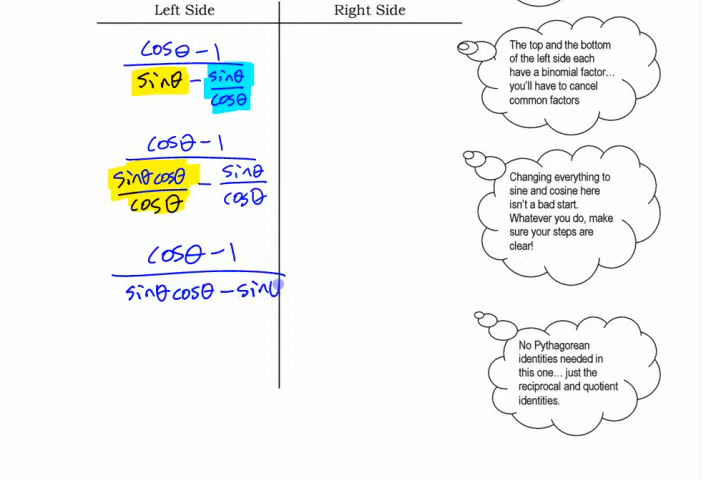 Left Side
Right Side
cosθ - 1
sinθ - sinθ
cosθ
cosθ - 1
sinθcosθ - sinθ
cosθ cosθ
cosθ - 1
sinθcosθ - sin
The top and the bottom
of the left side each
have a binomial factor...
you'll have to cancel
common factors
Changing everything to
sine and cosine here
isn't a bad start.
Whatever you do, make
sure your steps are
clear!
No Pythagorean
identities needed in
this one... just the
reciprocal and quotient
identities.